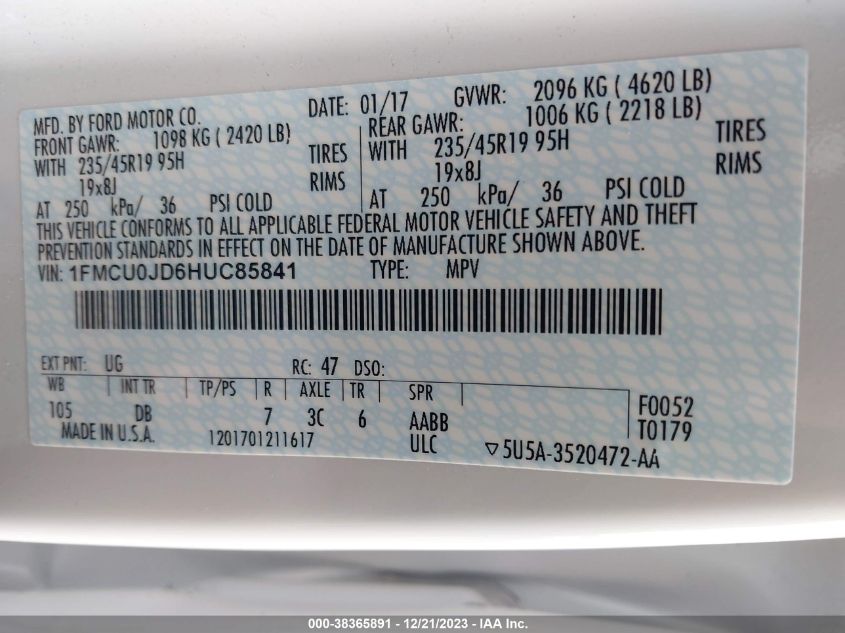 MFD. BY FORD MOTOR CO. DATE: 01/17 GVWR: 2096 KG ( 4620 LB)
FRONT GAWR: 1098 KG ( 2420 LB) REAR GAWR: 1006 KG ( 2218 LB)
WITH 235/45R19 95H TIRES WITH 235/45R19 95H TIRES
19x8J RIMS 19x8J RIMS
AT 250 kPa/ 36 PSI COLD AT 250 kPa/ 36 PSI COLD
THIS VEHICLE CONFORMS TO ALL APPLICABLE FEDERAL MOTOR VEHICLE SAFETY AND THEFT
PREVENTION STANDARDS IN EFFECT ON THE DATE OF MANUFACTURE SHOWN ABOVE.
VIN: 1FMCU0JD6HUC85841 TYPE: MPV
EXT PNT: UG RC: 47 DSO:
WB INT TR TP/PS R AXLE TR SPR
105 DB 7 3C 6 AABB F0052
MADE IN U.S.A. 1201701211617 ULC T0179
▽5U5A-3520472-AA
000-38365891 - 12/21/2023 - IAA Inc.